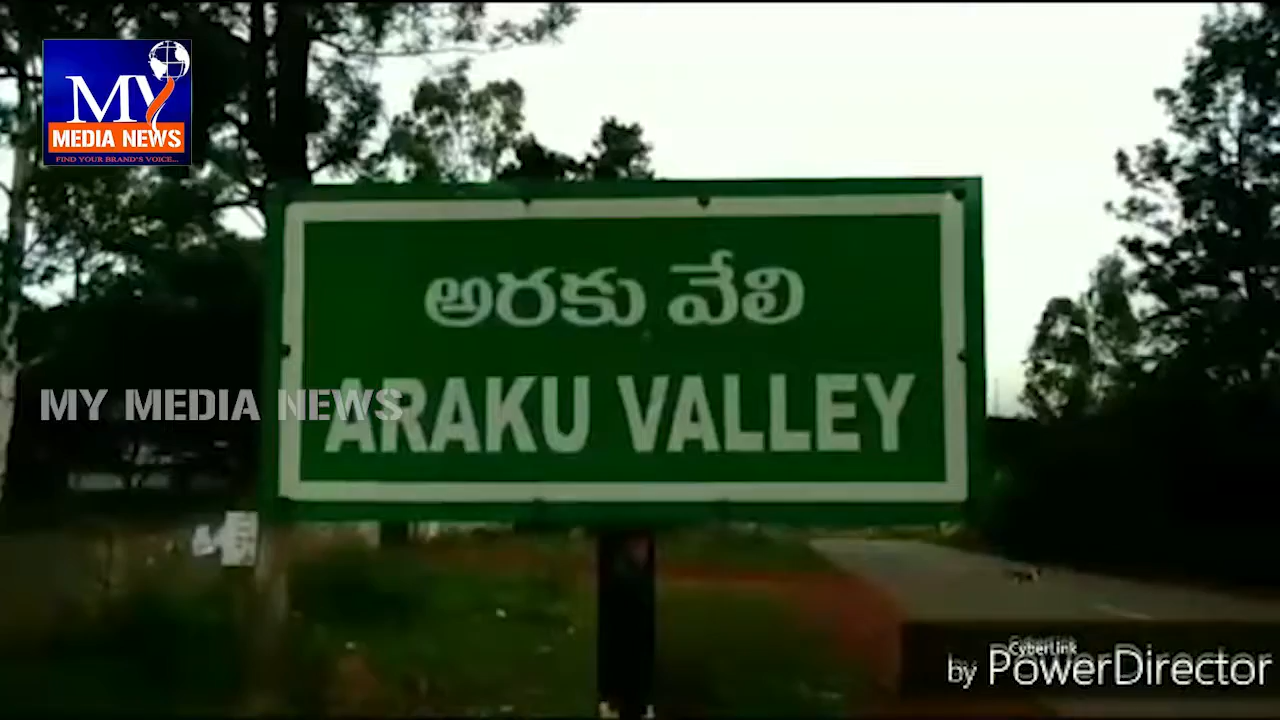 MY
MEDIA NEWS
FIND YOUR BRAND'S VOICE...
అరకు వేలి
ARAKU VALLEY
MY MEDIA NEWS
CyberLink
by PowerDirector